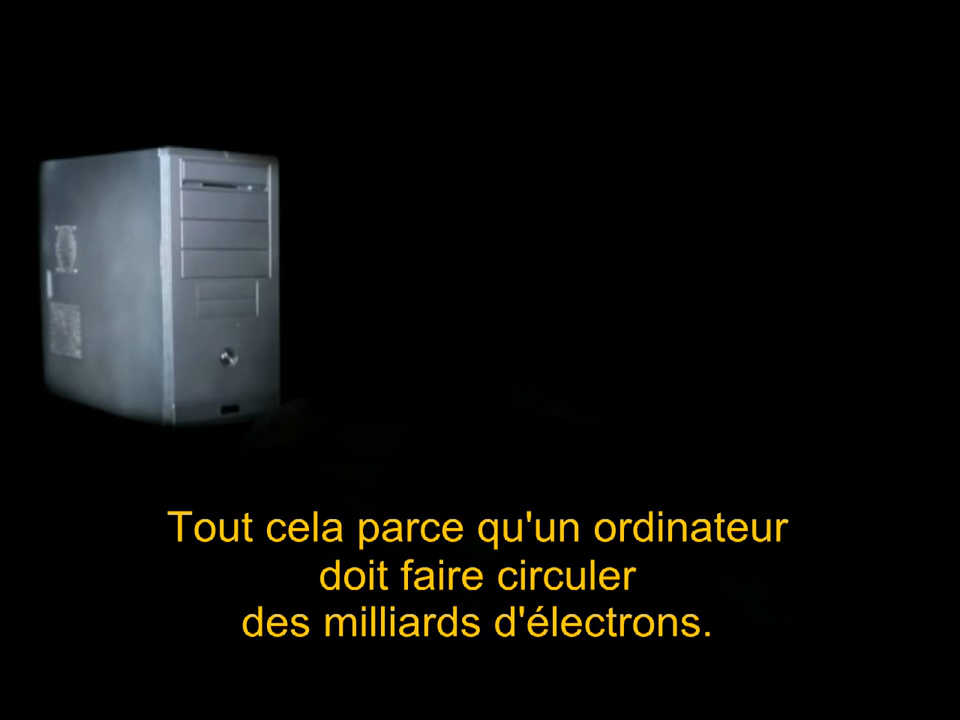 Tout cela parce qu'un ordinateur
doit faire circuler
des milliards d'électrons.